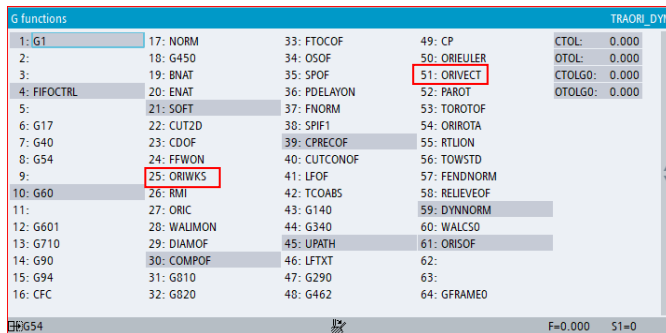 G functions TRAORI_DYN
1: G1 17: NORM 33: FTOCOF 49: CP CTOL: 0.000
2: 18: G450 34: OSOF 50: ORIEULER OTOL: 0.000
3: 19: BNAT 35: SPOF 51: ORIVECT CTOLG0: 0.000
4: FIFOCTRL 20: ENAT 36: PDELAYON 52: PAROT OTOLG0: 0.000
5: 21: SOFT 37: FNORM 53: TOROTOF
6: G17 22: CUT2D 38: SPIF1 54: ORIROTA
7: G40 23: CDOF 39: CPRECOF 55: RTLION
8: G54 24: FFWON 40: CUTCONOF 56: TOWSTD
9: 25: ORIWKS 41: LFOF 57: FENDNORM
10: G60 26: RMI 42: TCOABS 58: RELIEVEOF
11: 27: ORIC 43: G140 59: DYNNORM
12: G601 28: WALIMON 44: G340 60: WALCS0
13: G710 29: DIAMOF 45: UPATH 61: ORISOF
14: G90 30: COMPOF 46: LFTXT 62:
15: G94 31: G810 47: G290 63:
16: CFC 32: G820 48: G462 64: GFRAME0
G54 F=0.000 S1=0